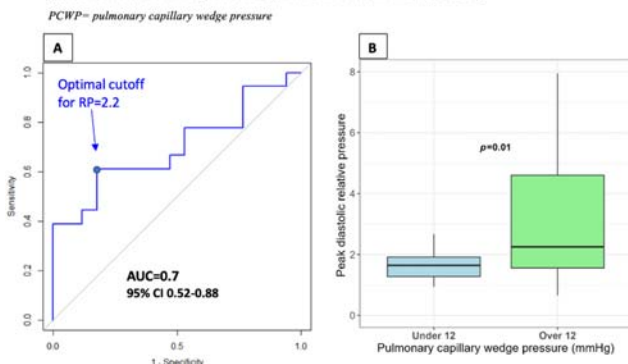 PCWP= pulmonary capillary wedge pressure
A
Optimal cutoff
for RP=2.2
Sensitivity
0.0
0.2
0.4
0.6
0.8
1.0
AUC=0.7
95% CI 0.52-0.88
0.0
0.5
1.0
1 - Specificity
B
Peak diastolic relative pressure
8
6
4
2
0
p=0.01
Under 12
Over 12
Pulmonary capillary wedge pressure (mmHg)